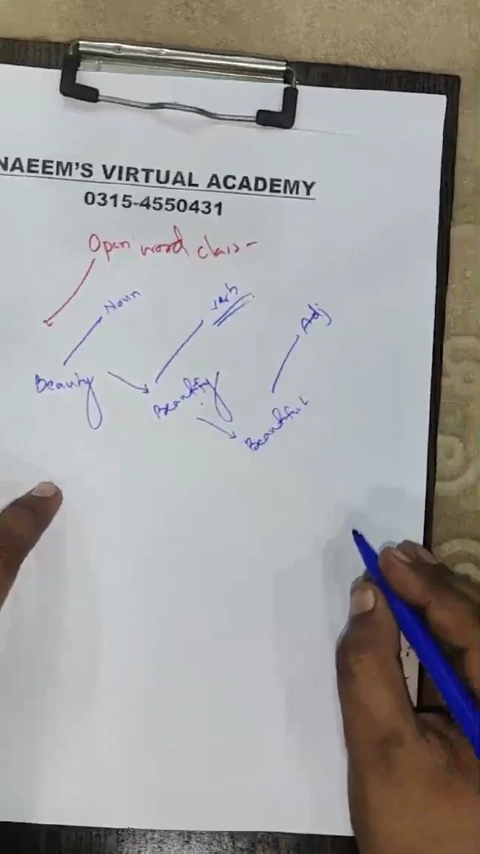 NAEEM'S VIRTUAL ACADEMY
0315-4550431
Open word class-
Noun
verb
Adj
Beauty
Beautify
Beautiful